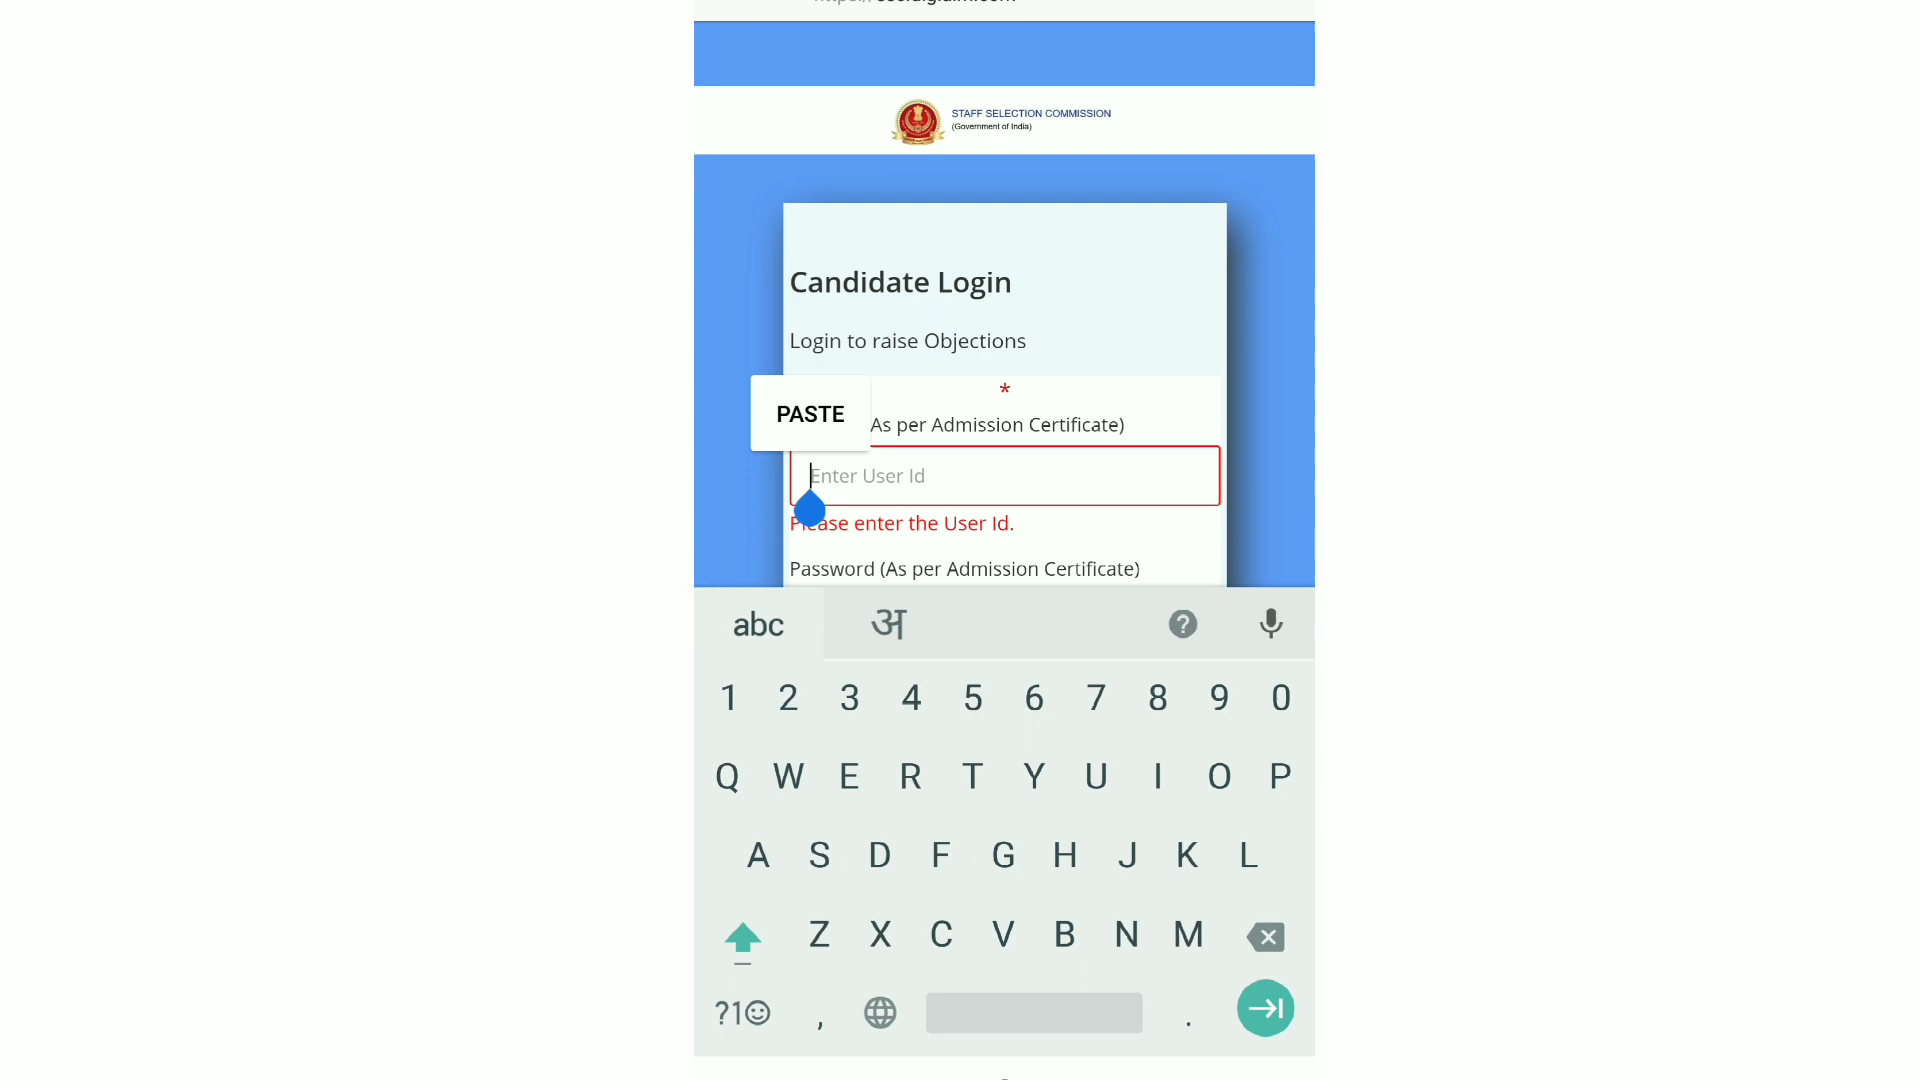 STAFF SELECTION COMMISSION
(Government of India)
Candidate Login
Login to raise Objections
*
PASTE
As per Admission Certificate)
Enter User Id
Please enter the User Id.
Password (As per Admission Certificate)
abc अ ?
1 2 3 4 5 6 7 8 9 0
Q W E R T Y U I O P
A S D F G H J K L
Z X C V B N M
?1 , .